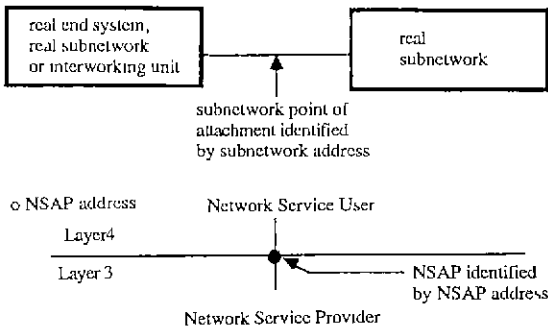 real end system,
real subnetwork
or interworking unit
real
subnetwork
subnetwork point of
attachment identified
by subnetwork address
o NSAP address
Network Service User
Layer4
Layer 3
NSAP identified
by NSAP address
Network Service Provider